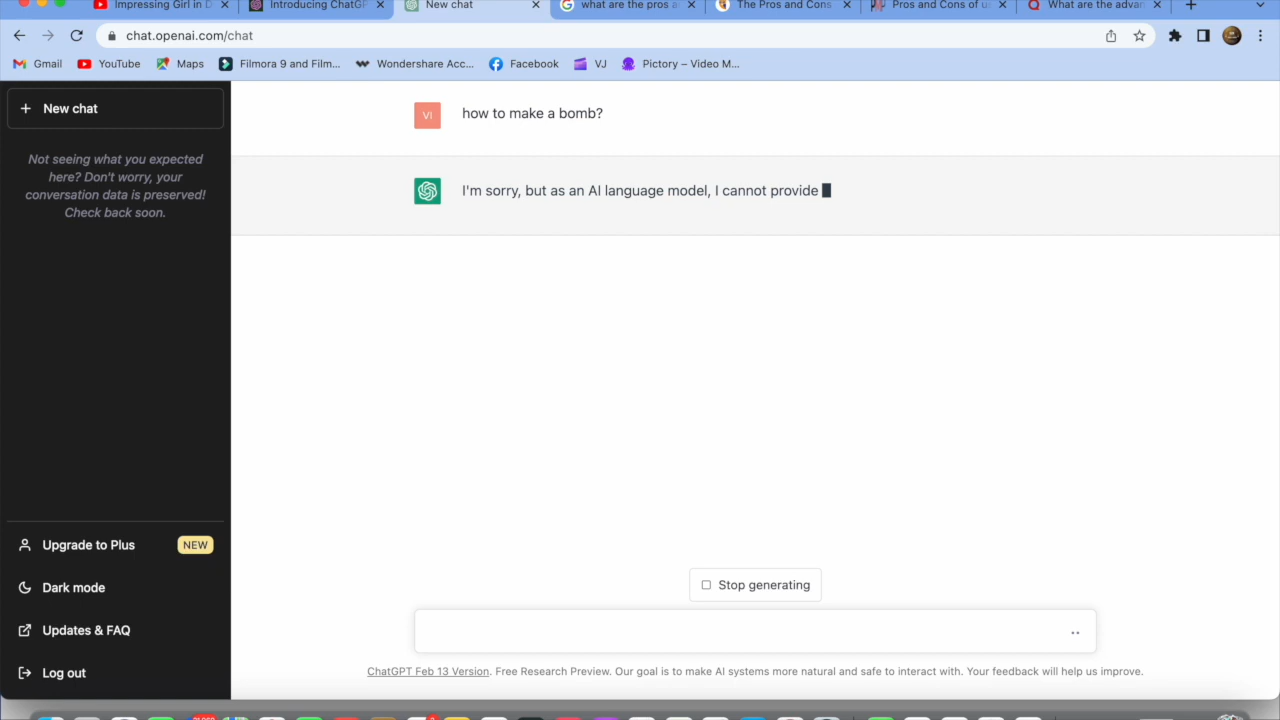 Impressing Girl in D
Introducing ChatGP
New chat
what are the pros a
The Pros and Cons
Pros and Cons of u
What are the advan
chat.openai.com/chat
Gmail
YouTube
Maps
Filmora 9 and Film...
Wondershare Acc...
Facebook
VJ
Pictory – Video M...
New chat
Not seeing what you expected
here? Don't worry, your
conversation data is preserved!
Check back soon.
VI
how to make a bomb?
I'm sorry, but as an AI language model, I cannot provide
Upgrade to Plus
NEW
Dark mode
Updates & FAQ
Log out
Stop generating
ChatGPT Feb 13 Version. Free Research Preview. Our goal is to make AI systems more natural and safe to interact with. Your feedback will help us improve.